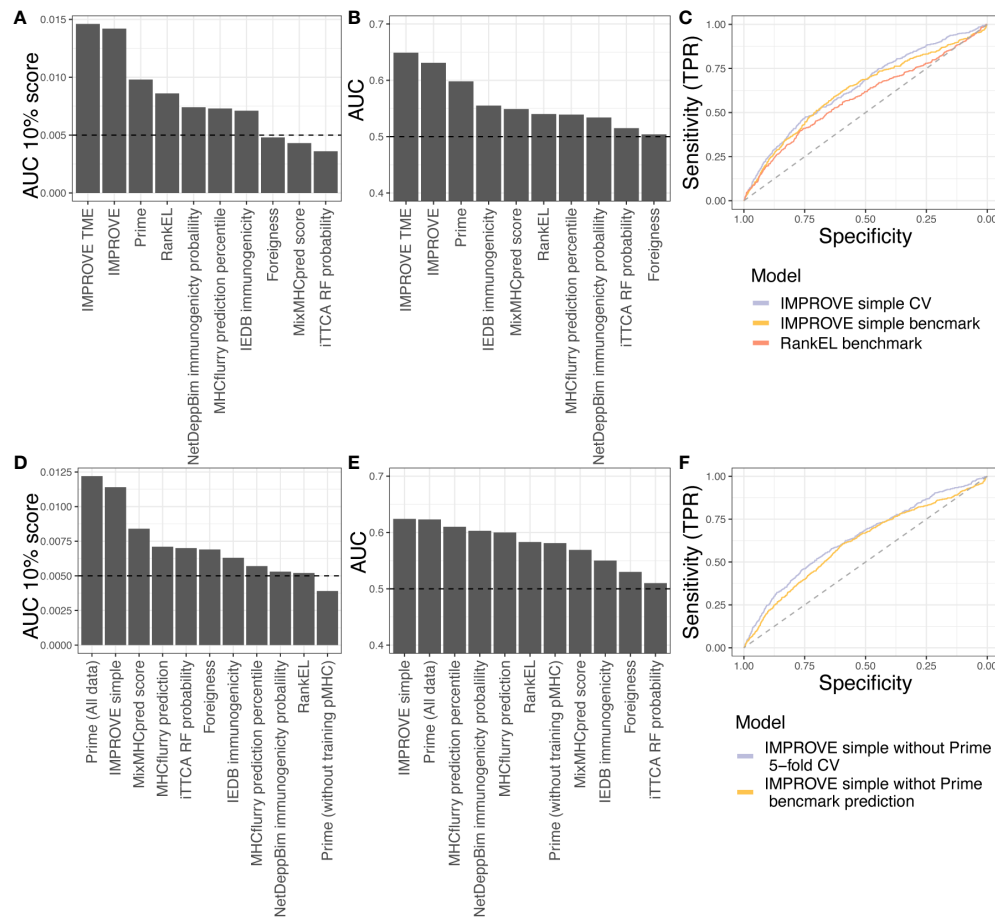 A
AUC 10% score
0.015
0.010
0.005
0.000
IMPROVE TME
IMPROVE
Prime
RankEL
NetDeppBim immunogenicty probalility
MHCflurry prediction percentile
IEDB immunogenicity
Foreigness
MixMHCpred score
iTTCA RF probability
B
AUC
0.7
0.6
0.5
0.4
IMPROVE TME
IMPROVE
Prime
IEDB immunogenicity
MixMHCpred score
RankEL
MHCflurry prediction percentile
NetDeppBim immunogenicty probalility
iTTCA RF probability
Foreigness
C
Sensitivity (TPR)
1.00
0.75
0.50
0.25
0.00
1.00
0.75
0.50
0.25
0.00
Specificity
Model
IMPROVE simple CV
IMPROVE simple bencmark
RankEL benchmark
D
AUC 10% score
0.0125
0.0100
0.0075
0.0050
0.0025
0.0000
Prime (All data)
IMPROVE simple
MixMHCpred score
MHCflurry prediction
iTTCA RF probability
Foreigness
IEDB immunogenicity
MHCflurry prediction percentile
NetDeppBim immunogenicty probalility
RankEL
Prime (without training pMHC)
E
AUC
0.7
0.6
0.5
0.4
IMPROVE simple
Prime (All data)
MHCflurry prediction percentile
NetDeppBim immunogenicty probalility
MHCflurry prediction
RankEL
Prime (without training pMHC)
MixMHCpred score
IEDB immunogenicity
Foreigness
iTTCA RF probability
F
Sensitivity (TPR)
1.00
0.75
0.50
0.25
0.00
1.00
0.75
0.50
0.25
0.00
Specificity
Model
IMPROVE simple without Prime
5−fold CV
IMPROVE simple withot Prime
bencmark prediction